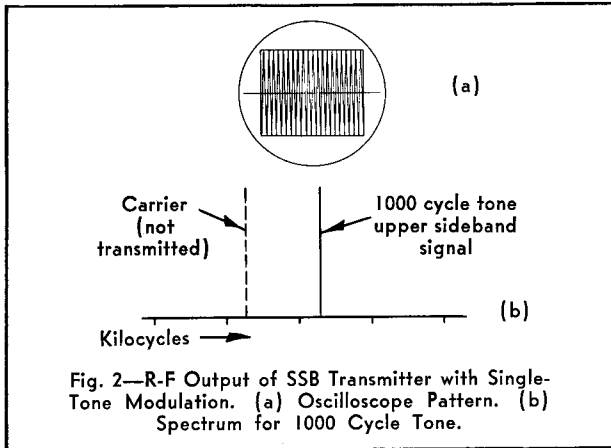 (a)
Carrier
(not
transmitted)
1000 cycle tone
upper sideband
signal
(b)
Kilocycles
Fig. 2—R-F Output of SSB Transmitter with Single-
Tone Modulation. (a) Oscilloscope Pattern. (b)
Spectrum for 1000 Cycle Tone.